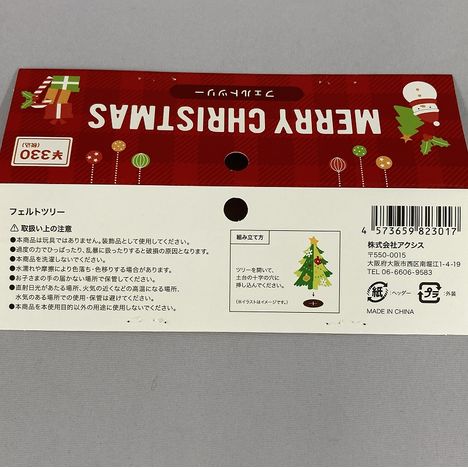 MERRY CHRISTMAS
フェルトツリー
¥330
(税込)
フェルトツリー
⚠ 取扱い上の注意
●本商品は玩具ではありません。装飾品として使用してください。
●過度の力でひっぱったり、乱暴に扱ったりすると破損の原因となります。
●本商品を洗濯しないでください。
●水濡れや摩擦により色落ち・色移りする場合があります。
●お子さまの手の届かない場所で保管してください。
●直射日光があたる場所、火気の近くなどの高温になる場所、
水気のある場所での使用・保管は避けてください。
●本商品を本使用目的以外の用途に使用しないでください。
組み立て方
ツリーを開いて、
土台の十字の穴に
挿し込んでください。
(※イラストはイメージです。)
4 573659 823017
株式会社アクシス
〒550-0015
大阪府大阪市西区南堀江1-4-19
TEL 06-6606-9583
紙 :ヘッダー
プラ :外装
MADE IN CHINA